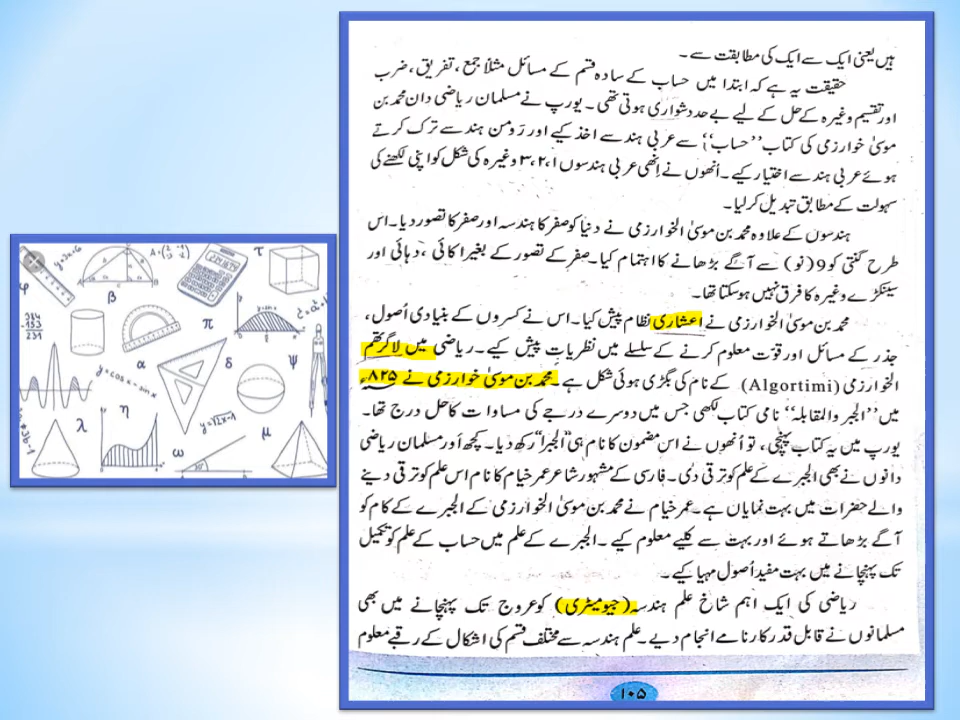 ہیں یعنی ایک سے ایک کی مطابقت سے۔
حقیقت یہ ہے کہ ابتدا میں حساب کے سادہ قسم کے مسائل مثلاً جمع، تفریق، ضرب
اور تقسیم وغیرہ کے حل کے لیے بے حد دشواری ہوتی تھی۔ یورپ نے مسلمان ریاضی دان محمد بن
موسیٰ خوارزمی کی کتاب ’’حساب‘‘ سے عربی ہندسے اخذ کیے اور رومن ہندسے ترک کرتے
ہوئے عربی ہندسے اختیار کیے۔ اُنھوں نے اِنھی عربی ہندسوں ۱، ۲، ۳ وغیرہ کی شکل کو اپنی لکھنے کی
سہولت کے مطابق تبدیل کر لیا۔
ہندسوں کے علاوہ محمد بن موسیٰ الخوارزمی نے دنیا کو صفر کا ہندسہ اور صفر کا تصور دیا۔ اس
طرح گنتی کو 9 (نو) سے آگے بڑھانے کا اہتمام کیا۔ صفر کے تصور کے بغیر اکائی، دہائی اور
سینکڑے وغیرہ کا فرق نہیں ہو سکتا تھا۔
محمد بن موسیٰ الخوارزمی نے اعشاری نظام پیش کیا۔ اس نے کسروں کے بنیادی اُصول،
جذر کے مسائل اور قوّت معلوم کرنے کے سلسلے میں نظریات پیش کیے۔ ریاضی میں لاگرتھم
الخوارزمی (Algortimi) کے نام کی بگڑی ہوئی شکل ہے۔ محمد بن موسیٰ خوارزمی نے ۸۲۵ء
میں ’’الجبر والمقابلہ‘‘ نامی کتاب لکھی جس میں دوسرے درجے کی مساوات کا حل درج تھا۔
یورپ میں یہ کتاب پہنچی، تو اُنھوں نے اس مضمون کا نام ہی ’’الجبرا‘‘ رکھ دیا۔ کچھ اور مسلمان ریاضی
دانوں نے بھی الجبرے کے علم کو ترقی دی۔ فارسی کے مشہور شاعر عمر خیام کا نام اس علم کو ترقی دینے
والے حضرات میں بہت نمایاں ہے۔ عمر خیام نے محمد بن موسیٰ الخوارزمی کے الجبرے کے کام کو
آگے بڑھاتے ہوئے اور بہت سے کلیے معلوم کیے۔ الجبرے کے علم میں حساب کے علم کو تکمیل
تک پہنچانے میں بہت مفید اُصول مہیا کیے۔
ریاضی کی ایک اہم شاخ علم ہندسہ (جیومیٹری) کو عروج تک پہنچانے میں بھی
مسلمانوں نے قابل قدر کارنامے انجام دیے۔ علم ہندسہ سے مختلف قسم کی اشکال کے رقبے معلوم
۱۰۵
τ
φ
β
314
-153
231
π
α
δ
ψ
y = cos x - sin x
λ
η
ω
μ